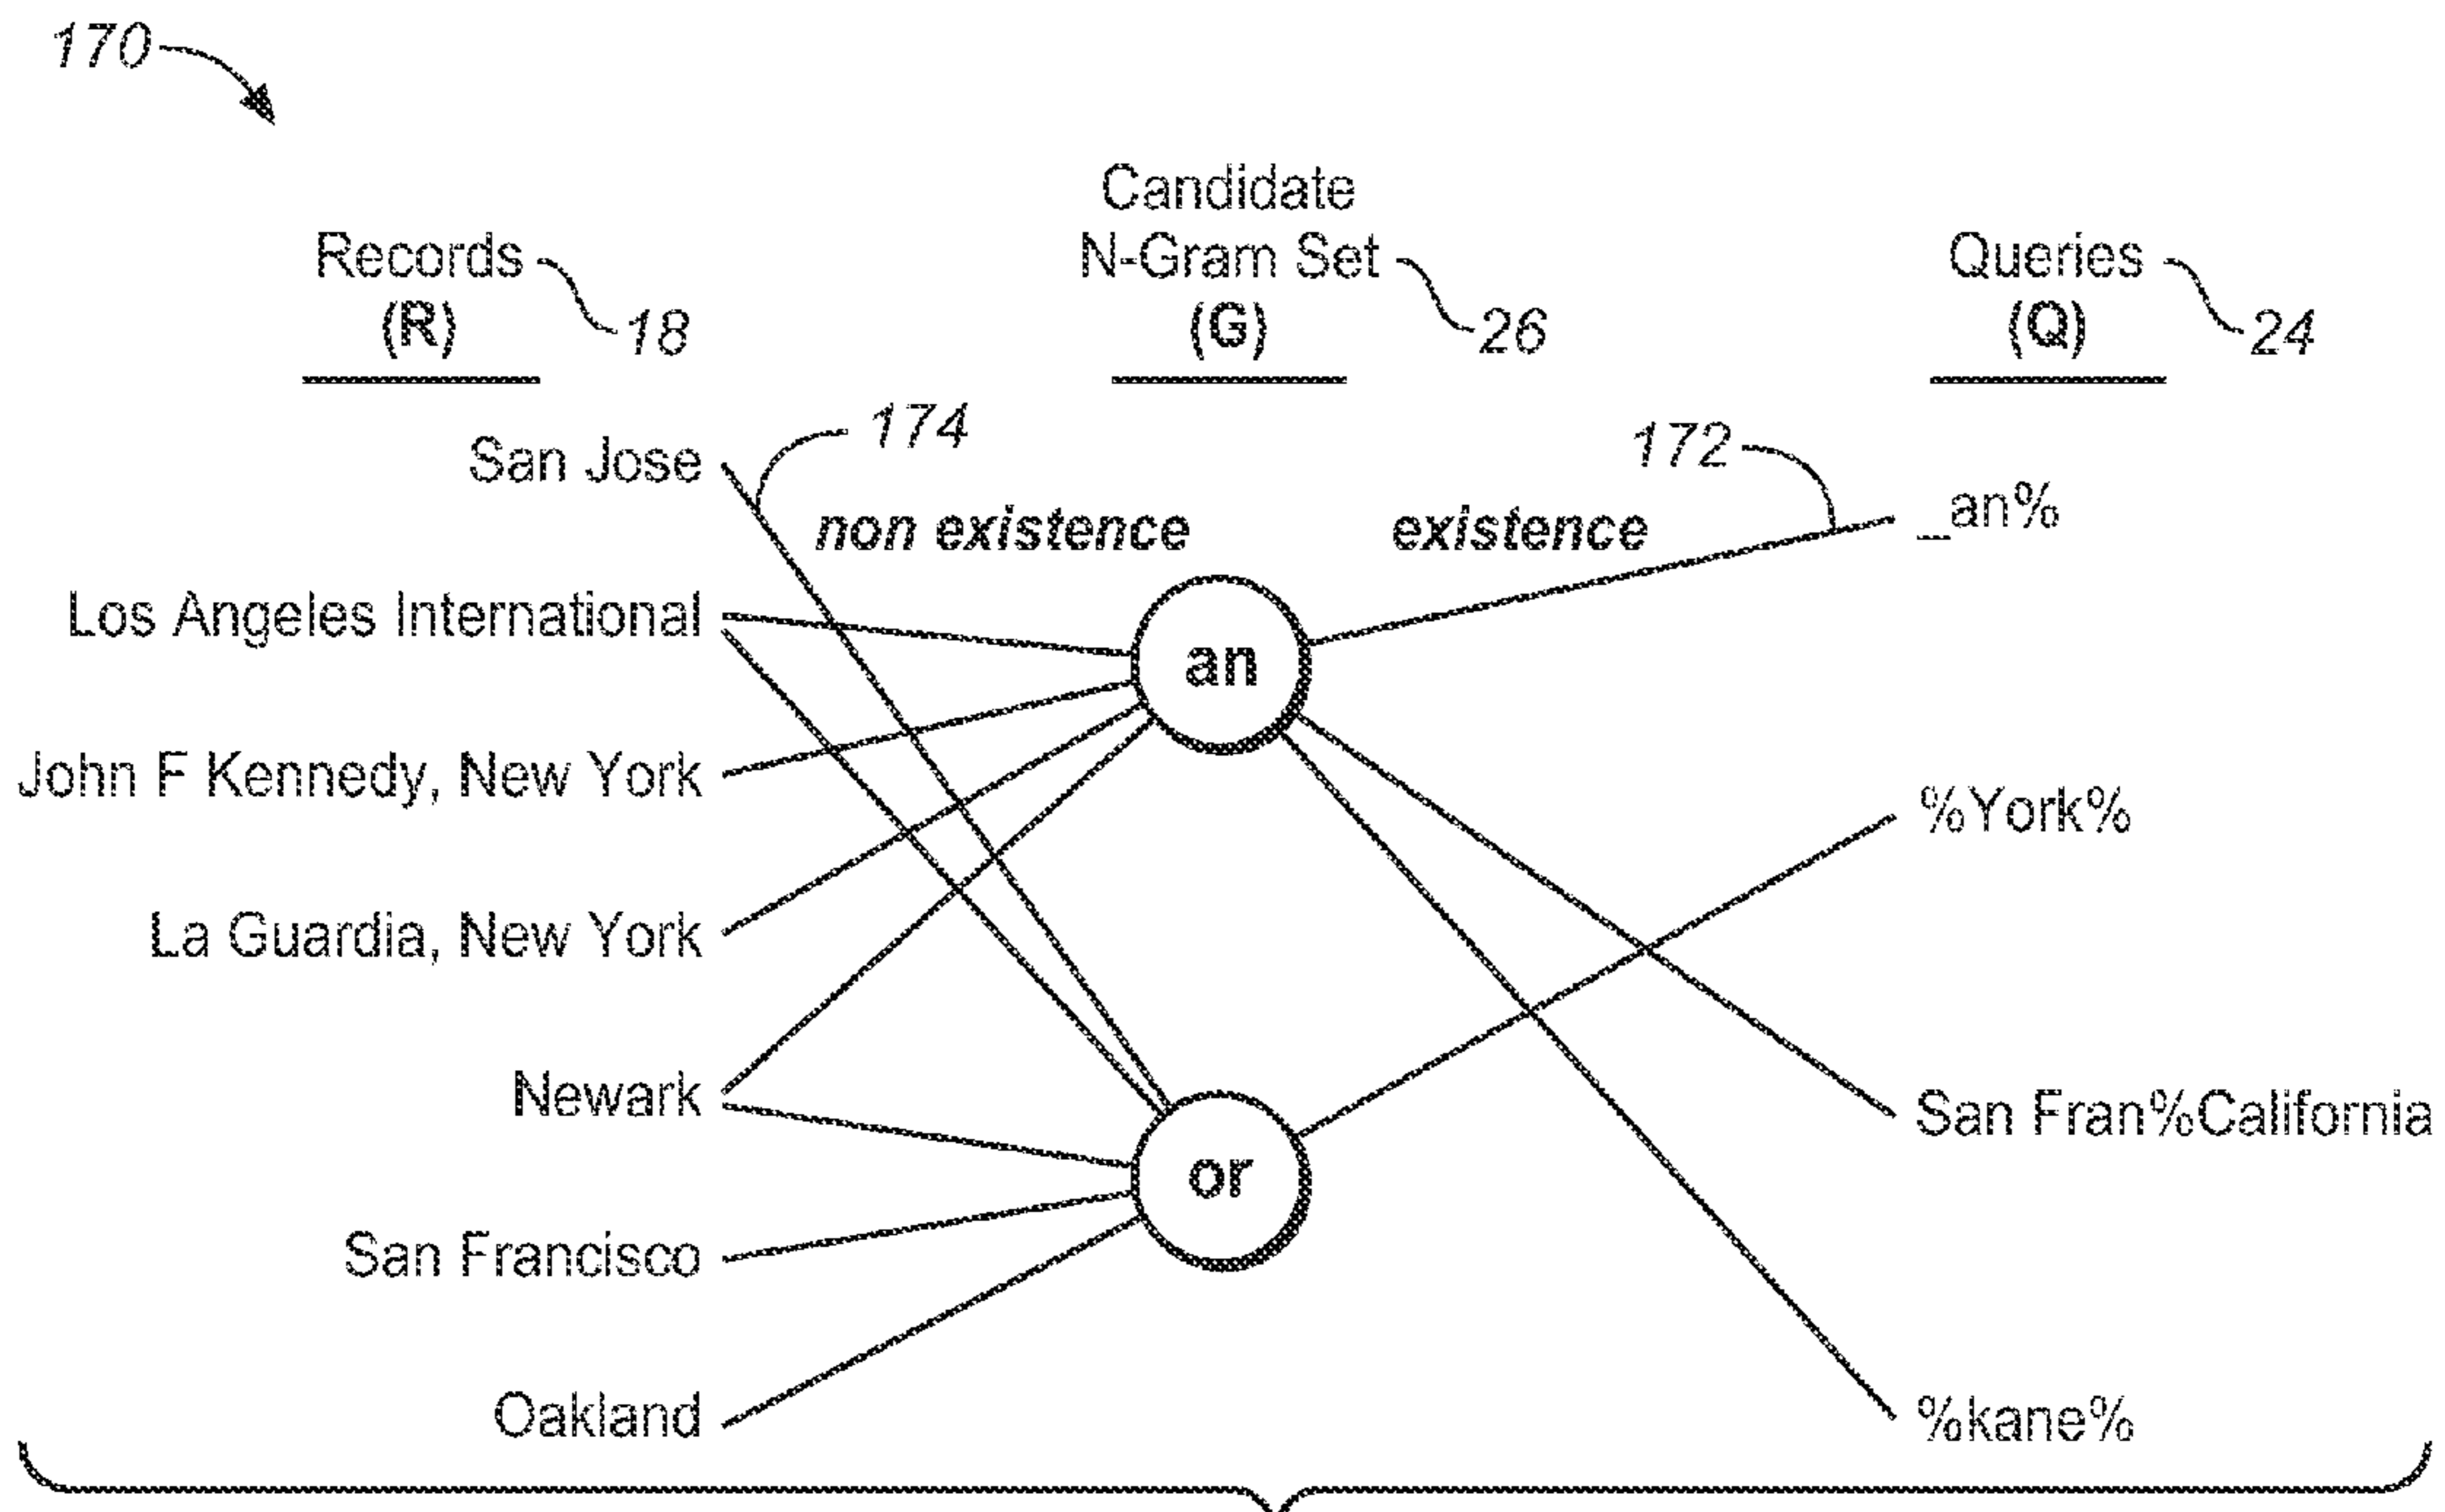 170
Candidate
Records
N-Gram Set
Queries
(R)
18
(G)
26
(Q)
24
174
172
San Jose
non existence
existence
_an%
Los Angeles International
an
John F Kennedy, New York
%York%
La Guardia, New York
Newark
San Fran%California
or
San Francisco
Oakland
%kane%